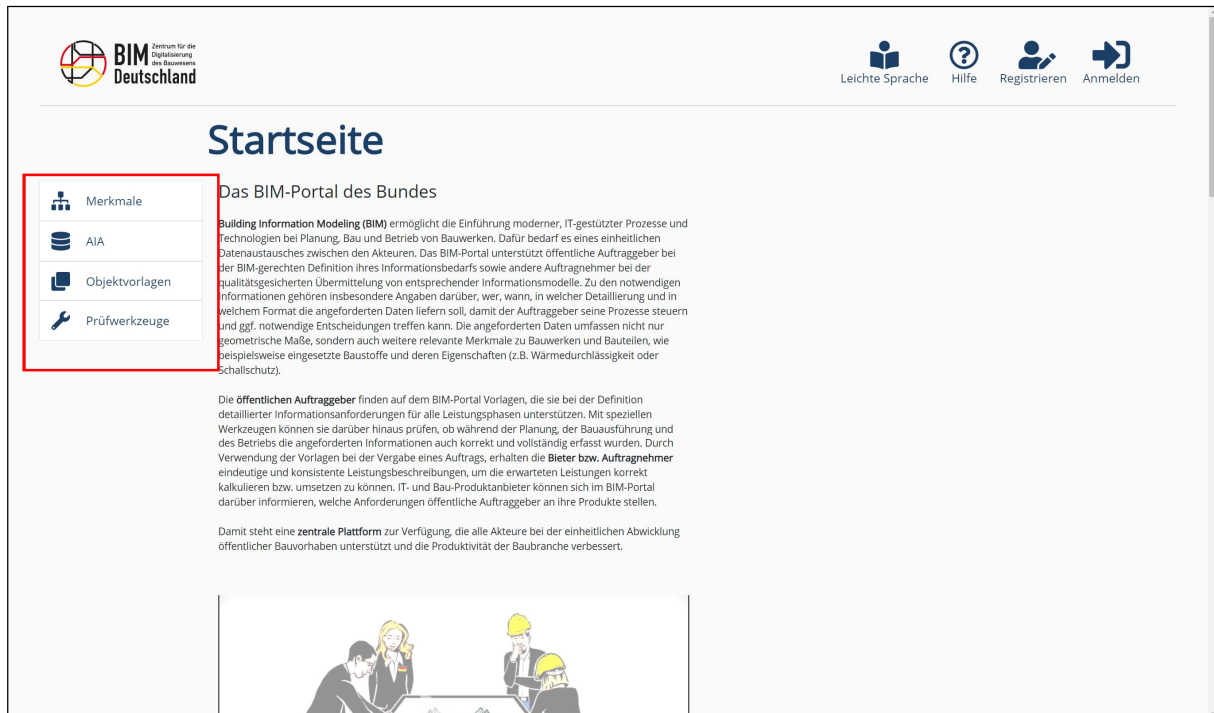 BIM Zentrum für die
Digitalisierung
des Bauwesens
Deutschland
Leichte Sprache
Hilfe
Registrieren
Anmelden
Startseite
Merkmale
AIA
Objektvorlagen
Prüfwerkzeuge
Das BIM-Portal des Bundes
Building Information Modeling (BIM) ermöglicht die Einführung moderner, IT-gestützter Prozesse und
Technologien bei Planung, Bau und Betrieb von Bauwerken. Dafür bedarf es eines einheitlichen
Datenaustausches zwischen den Akteuren. Das BIM-Portal unterstützt öffentliche Auftraggeber bei
der BIM-gerechten Definition ihres Informationsbedarfs sowie andere Auftragnehmer bei der
qualitätsgesicherten Übermittlung von entsprechender Informationsmodelle. Zu den notwendigen
Informationen gehören insbesondere Angaben darüber, wer, wann, in welcher Detaillierung und in
welchem Format die angeforderten Daten liefern soll, damit der Auftraggeber seine Prozesse steuern
und ggf. notwendige Entscheidungen treffen kann. Die angeforderten Daten umfassen nicht nur
geometrische Maße, sondern auch weitere relevante Merkmale zu Bauwerken und Bauteilen, wie
beispielsweise eingesetzte Baustoffe und deren Eigenschaften (z.B. Wärmedurchlässigkeit oder
Schallschutz).
Die öffentlichen Auftraggeber finden auf dem BIM-Portal Vorlagen, die sie bei der Definition
detaillierter Informationsanforderungen für alle Leistungsphasen unterstützen. Mit speziellen
Werkzeugen können sie darüber hinaus prüfen, ob während der Planung, der Bauausführung und
des Betriebs die angeforderten Informationen auch korrekt und vollständig erfasst wurden. Durch
Verwendung der Vorlagen bei der Vergabe eines Auftrags, erhalten die Bieter bzw. Auftragnehmer
eindeutige und konsistente Leistungsbeschreibungen, um die erwarteten Leistungen korrekt
kalkulieren bzw. umsetzen zu können. IT- und Bau-Produktanbieter können sich im BIM-Portal
darüber informieren, welche Anforderungen öffentliche Auftraggeber an ihre Produkte stellen.
Damit steht eine zentrale Plattform zur Verfügung, die alle Akteure bei der einheitlichen Abwicklung
öffentlicher Bauvorhaben unterstützt und die Produktivität der Baubranche verbessert.